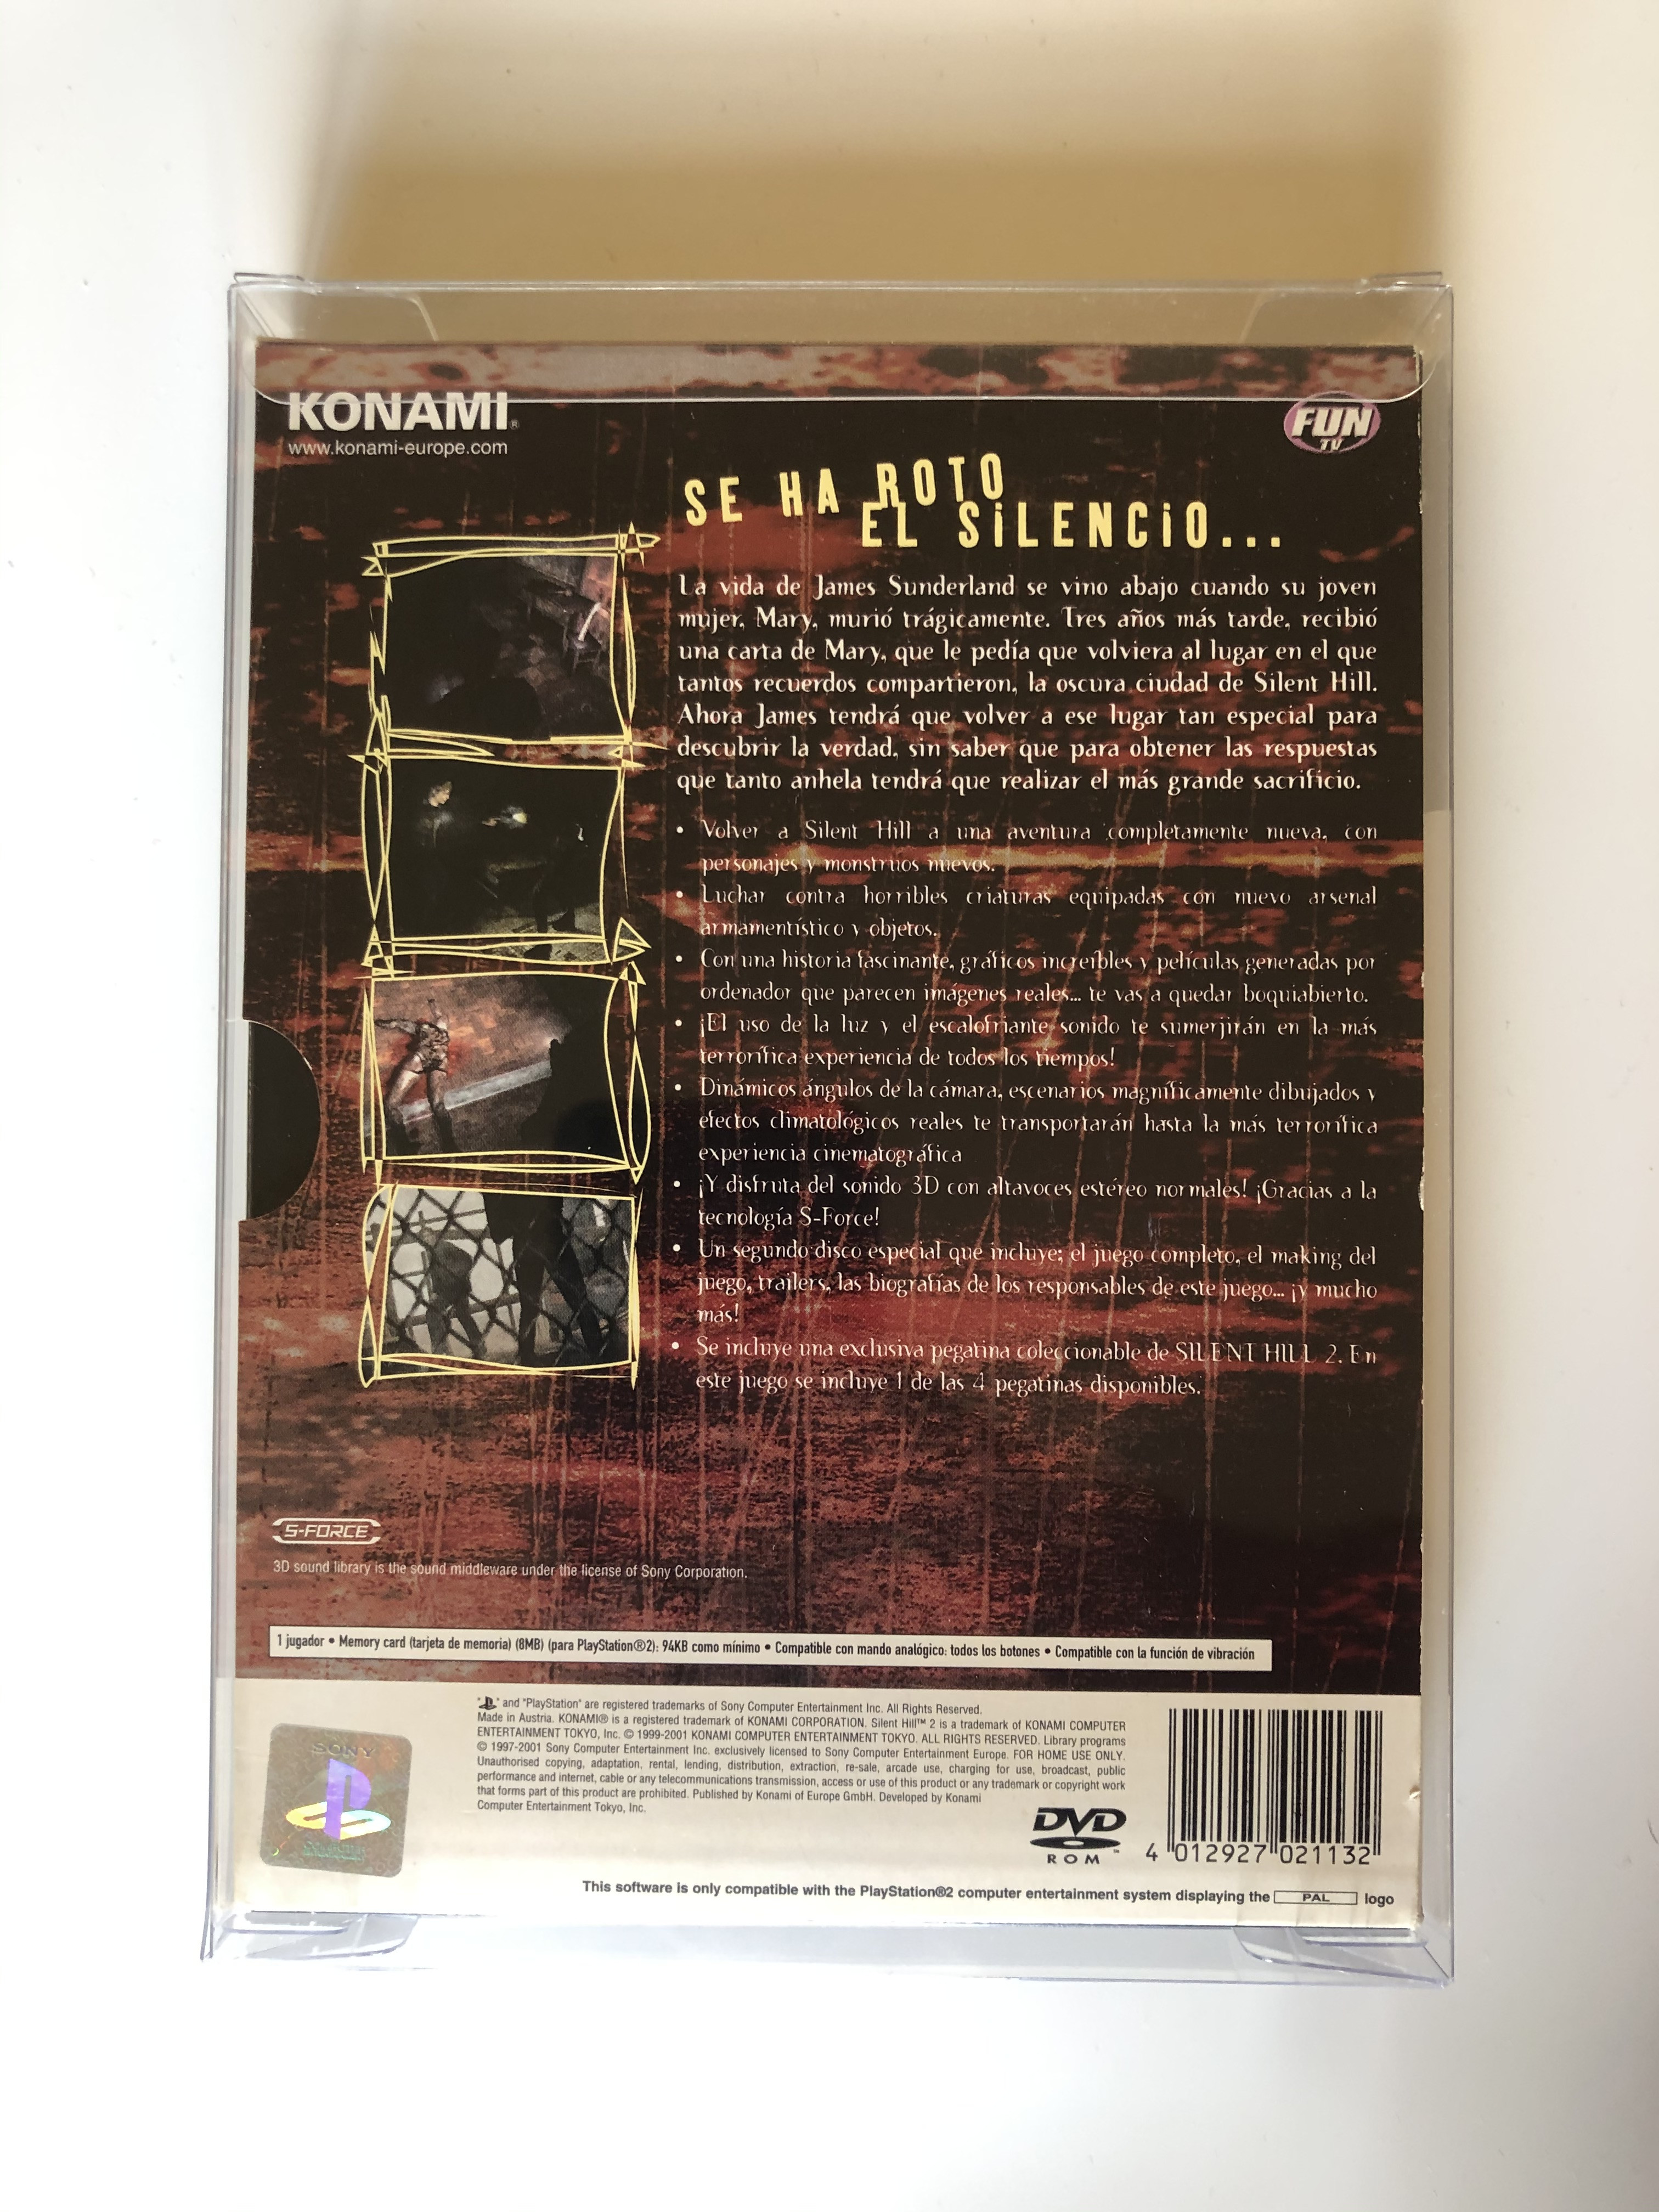 KONAMI®
www.konami-europe.com
FUN
TV
SE HA ROTO
EL SILENCIO...
La vida de James Sunderland se vino abajo cuando su joven
mujer, Mary, murió trágicamente. Tres años más tarde, recibió
una carta de Mary, que le pedía que volviera al lugar en el que
tantos recuerdos compartieron, la oscura ciudad de Silent Hill.
Ahora James tendrá que volver a ese lugar tan especial para
descubrir la verdad, sin saber que para obtener las respuestas
que tanto anhela tendrá que realizar el más grande sacrificio.
• Volver a Silent Hill a una aventura completamente nueva, con
personajes y monstruos nuevos.
• Luchar contra horribles criaturas equipadas con nuevo arsenal
armamentístico y objetos.
• Con una historia fascinante, gráficos increíbles y películas generadas por
ordenador que parecen imágenes reales... te vas a quedar boquiabierto.
• ¡El uso de la luz y el escalofriante sonido te sumerjirán en la más
terrorífica experiencia de todos los tiempos!
• Dinámicos ángulos de la cámara, escenarios magníficamente dibujados y
efectos climatológicos reales te transportarán hasta la más terrorífica
experiencia cinematográfica
• ¡Y disfruta del sonido 3D con altavoces estéreo normales! ¡Gracias a la
tecnología S-Force!
• Un segundo disco especial que incluye; el juego completo, el making del
juego, trailers, las biografías de los responsables de este juego... ¡y mucho
más!
• Se incluye una exclusiva pegatina coleccionable de SILENT HILL 2. En
este juego se incluye 1 de las 4 pegatinas disponibles.
S-FORCE
3D sound library is the sound middleware under the license of Sony Corporation.
1 jugador • Memory card (tarjeta de memoria) (8MB) (para PlayStation®2): 94KB como mínimo • Compatible con mando analógico: todos los botones • Compatible con la función de vibración
" " and "PlayStation" are registered trademarks of Sony Computer Entertainment Inc. All Rights Reserved.
Made in Austria. KONAMI® is a registered trademark of KONAMI CORPORATION. Silent Hill™ 2 is a trademark of KONAMI COMPUTER
ENTERTAINMENT TOKYO, Inc. © 1999-2001 KONAMI COMPUTER ENTERTAINMENT TOKYO. ALL RIGHTS RESERVED. Library programs
© 1997-2001 Sony Computer Entertainment Inc. exclusively licensed to Sony Computer Entertainment Europe. FOR HOME USE ONLY.
Unauthorised copying, adaptation, rental, lending, distribution, extraction, re-sale, arcade use, charging for use, broadcast, public
performance and internet, cable or any telecommunications transmission, access or use of this product or any trademark or copyright work
that forms part of this product are prohibited. Published by Konami of Europe GmbH. Developed by Konami
Computer Entertainment Tokyo, Inc.
SONY
DVD
ROM™
4 012927 021132
This software is only compatible with the PlayStation®2 computer entertainment system displaying the PAL logo